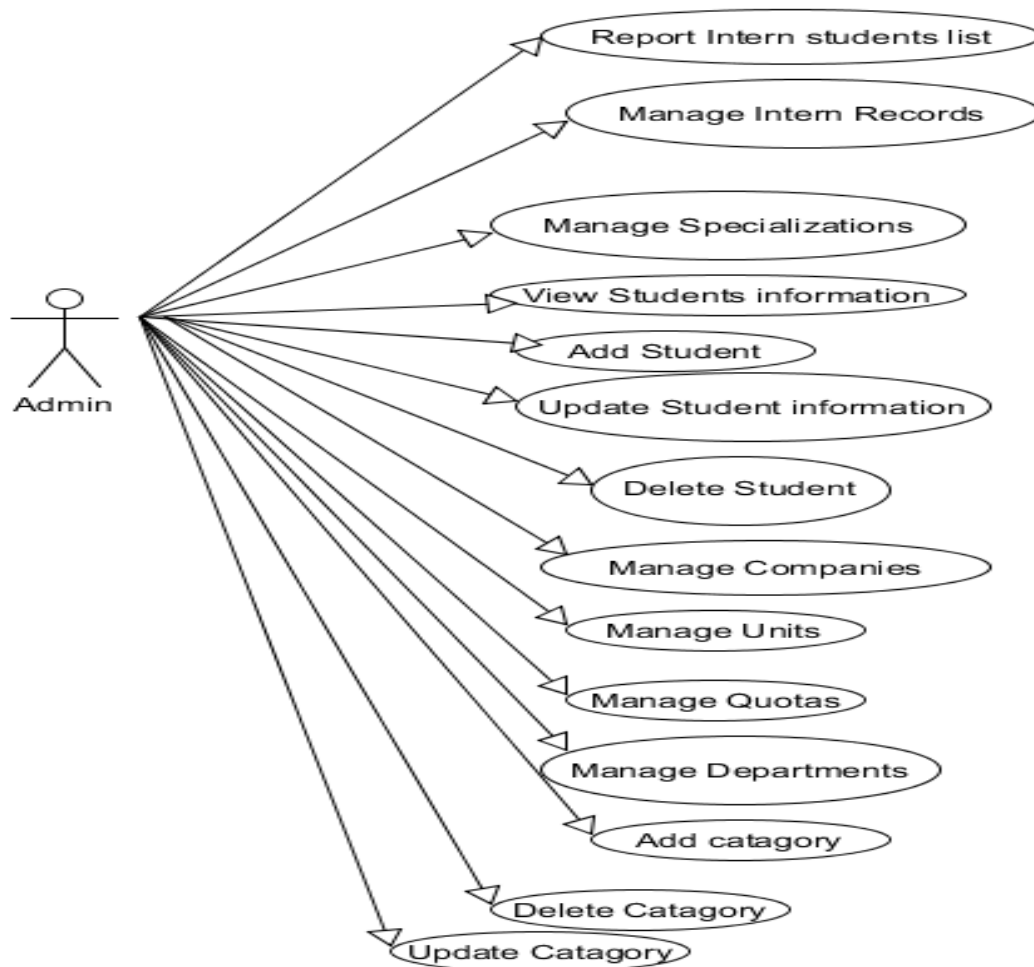 Report Intern students list
Manage Intern Records
Manage Specializations
View Students information
Add Student
Admin
Update Student information
Delete Student
Manage Companies
Manage Units
Manage Quotas
Manage Departments
Add catagory
Delete Catagory
Update Catagory